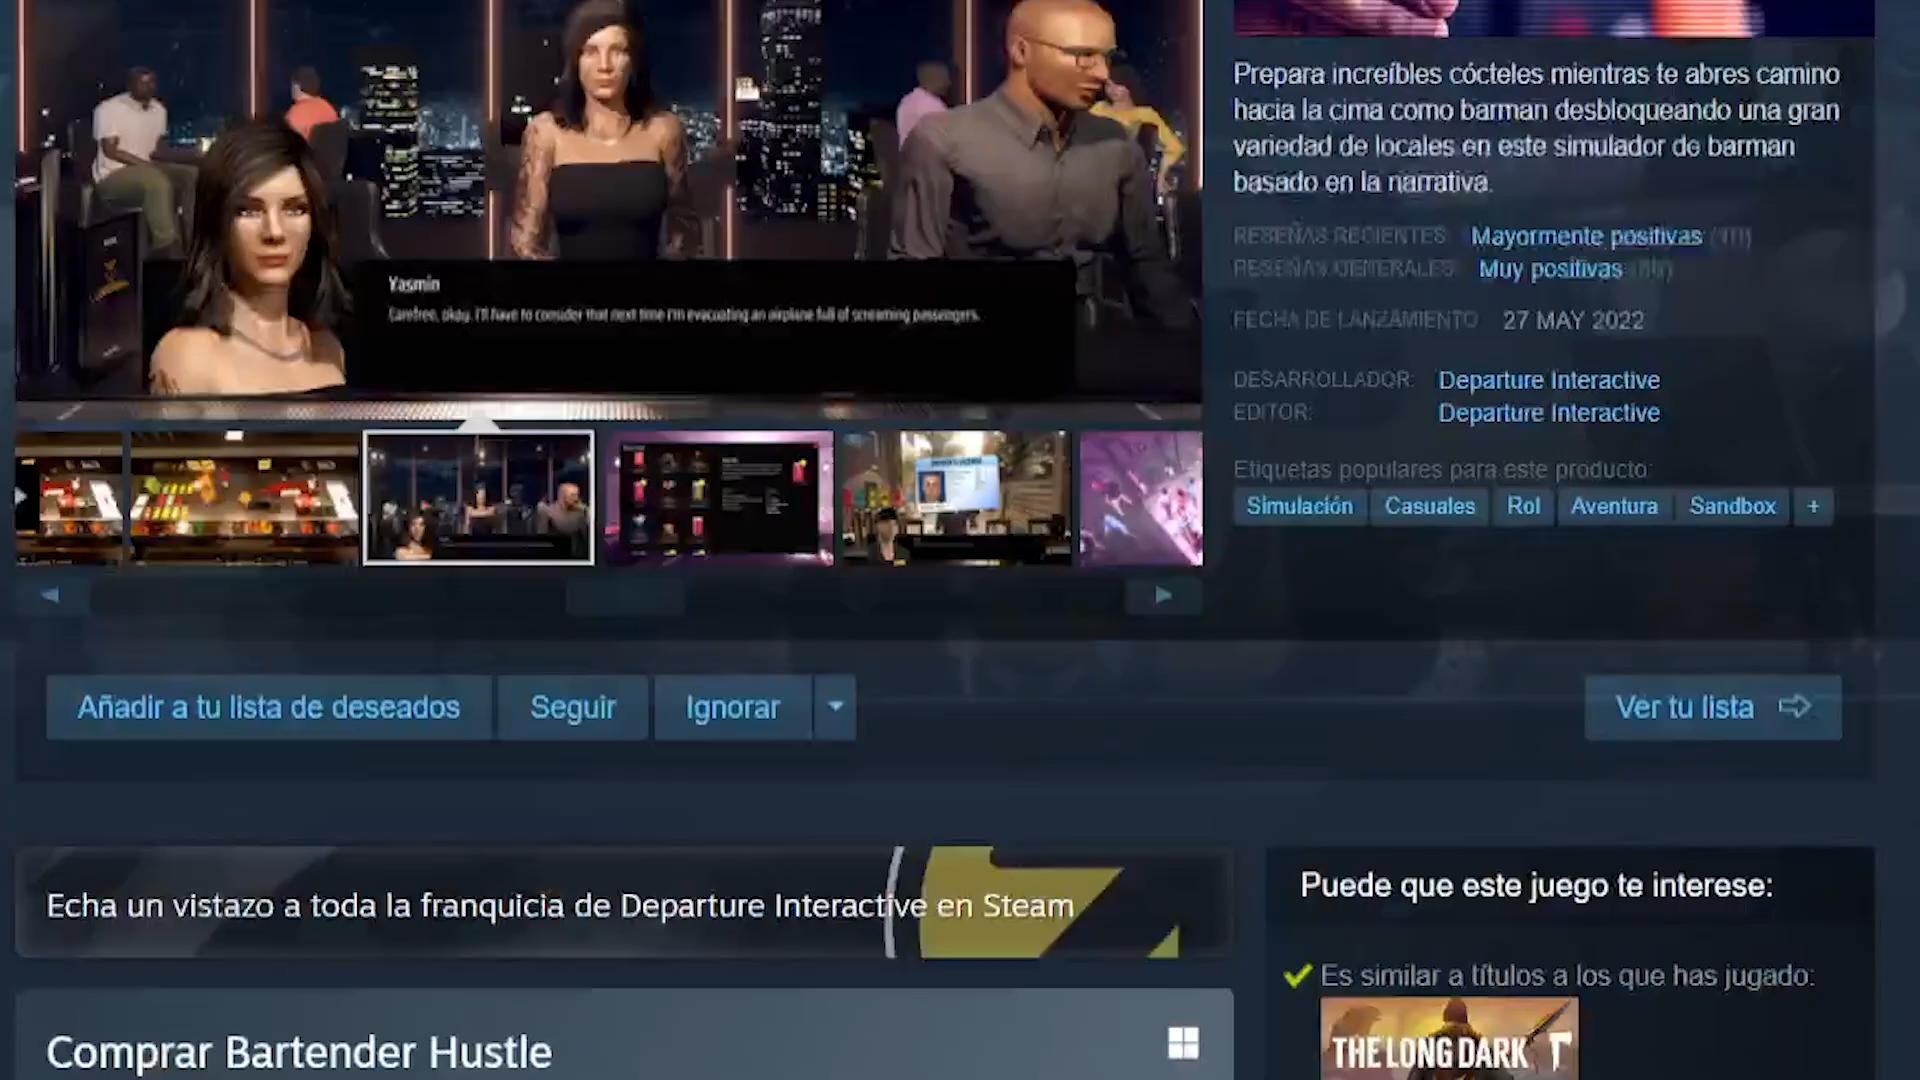 Yasmin
Carefree, okay. I'll have to consider that next time I'm evacuating an airplane full of screaming passengers.
Prepara increíbles cócteles mientras te abres camino
hacia la cima como barman desbloqueando una gran
variedad de locales en este simulador de barman
basado en la narrativa.
RESEÑAS RECIENTES: Mayormente positivas
RESEÑAS GENERALES: Muy positivas
FECHA DE LANZAMIENTO: 27 MAY 2022
DESARROLLADOR: Departure Interactive
EDITOR: Departure Interactive
Etiquetas populares para este producto:
Simulación Casuales Rol Aventura Sandbox +
Añadir a tu lista de deseados Seguir Ignorar Ver tu lista
Echa un vistazo a toda la franquicia de Departure Interactive en Steam
Puede que este juego te interese:
Es similar a títulos a los que has jugado:
THE LONG DARK
Comprar Bartender Hustle